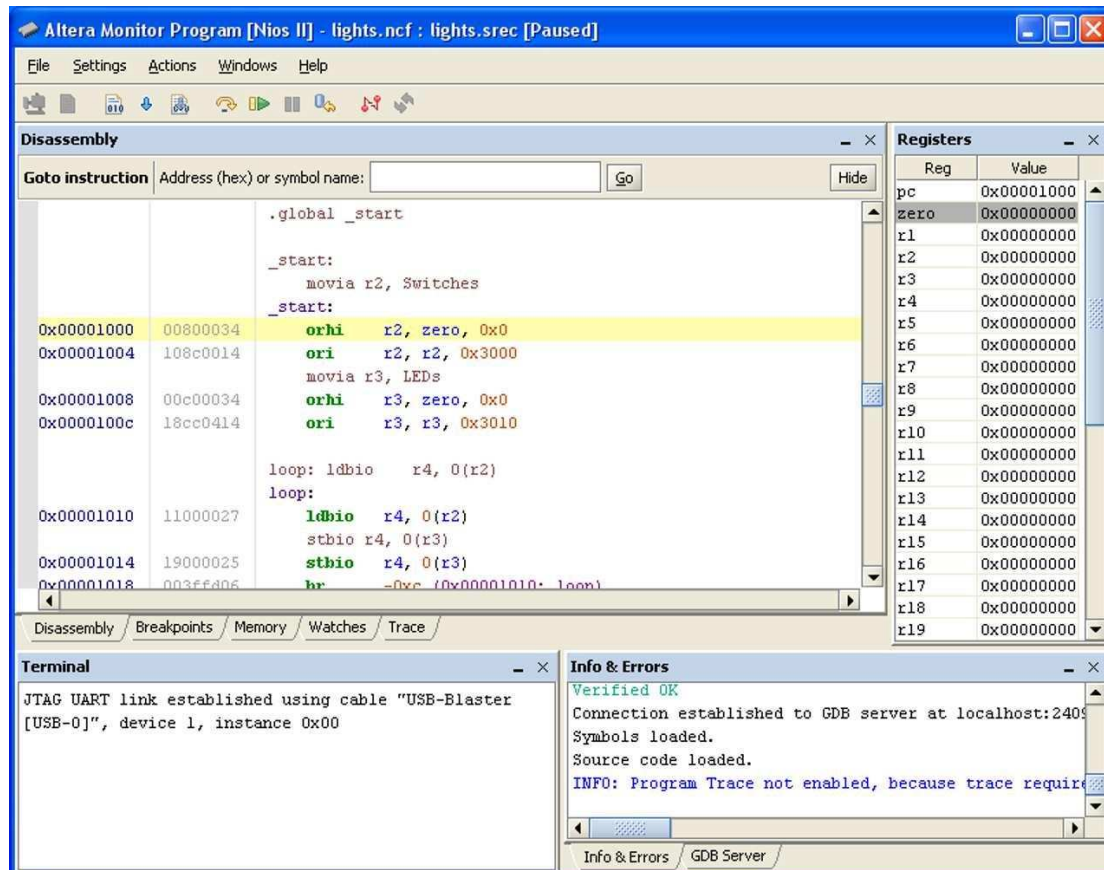 Altera Monitor Program [Nios II] - lights.ncf : lights.srec [Paused]
File Settings Actions Windows Help
Disassembly
Goto instruction Address (hex) or symbol name: Go Hide
.global _start
_start:
movia r2, Switches
_start:
0x00001000 00800034 orhi r2, zero, 0x0
0x00001004 108c0014 ori r2, r2, 0x3000
movia r3, LEDs
0x00001008 00c00034 orhi r3, zero, 0x0
0x0000100c 18cc0414 ori r3, r3, 0x3010
loop: ldbio r4, 0(r2)
loop:
0x00001010 11000027 ldbio r4, 0(r2)
stbio r4, 0(r3)
0x00001014 19000025 stbio r4, 0(r3)
0x00001018 003ffd06 br -0xc (0x00001010: loop)
Disassembly Breakpoints Memory Watches Trace
Registers
Reg Value
pc 0x00001000
zero 0x00000000
r1 0x00000000
r2 0x00000000
r3 0x00000000
r4 0x00000000
r5 0x00000000
r6 0x00000000
r7 0x00000000
r8 0x00000000
r9 0x00000000
r10 0x00000000
r11 0x00000000
r12 0x00000000
r13 0x00000000
r14 0x00000000
r15 0x00000000
r16 0x00000000
r17 0x00000000
r18 0x00000000
r19 0x00000000
Terminal
JTAG UART link established using cable "USB-Blaster
[USB-0]", device 1, instance 0x00
Info & Errors
Verified OK
Connection established to GDB server at localhost:2409
Symbols loaded.
Source code loaded.
INFO: Program Trace not enabled, because trace require
Info & Errors GDB Server